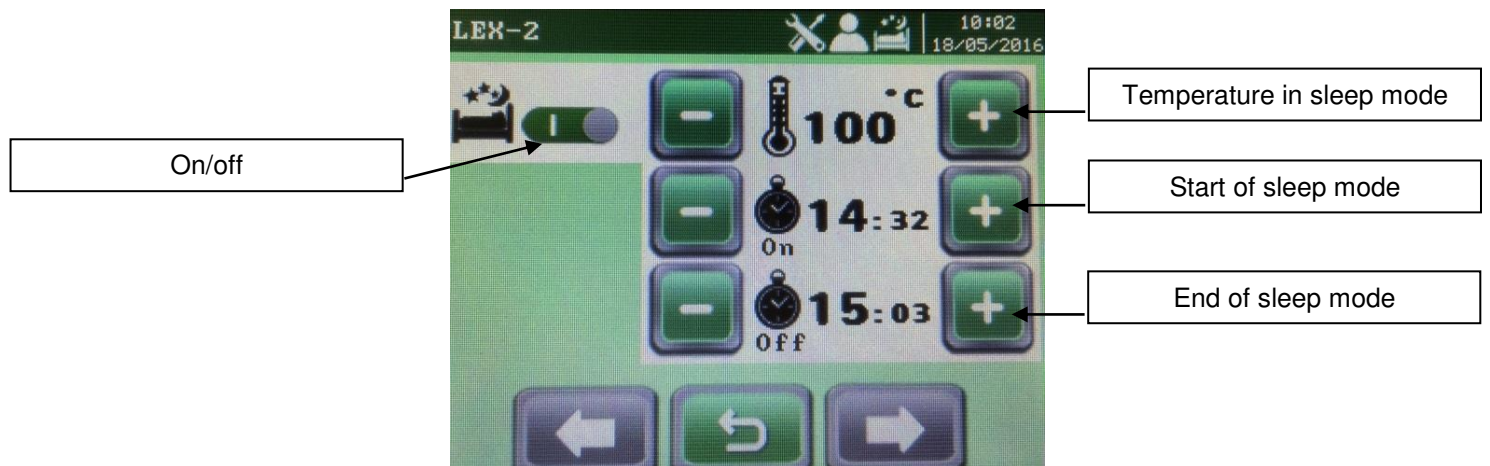 LEX-2
10:02
18/05/2016
On/off
°C
100
Temperature in sleep mode
14:32
On
Start of sleep mode
15:03
Off
End of sleep mode